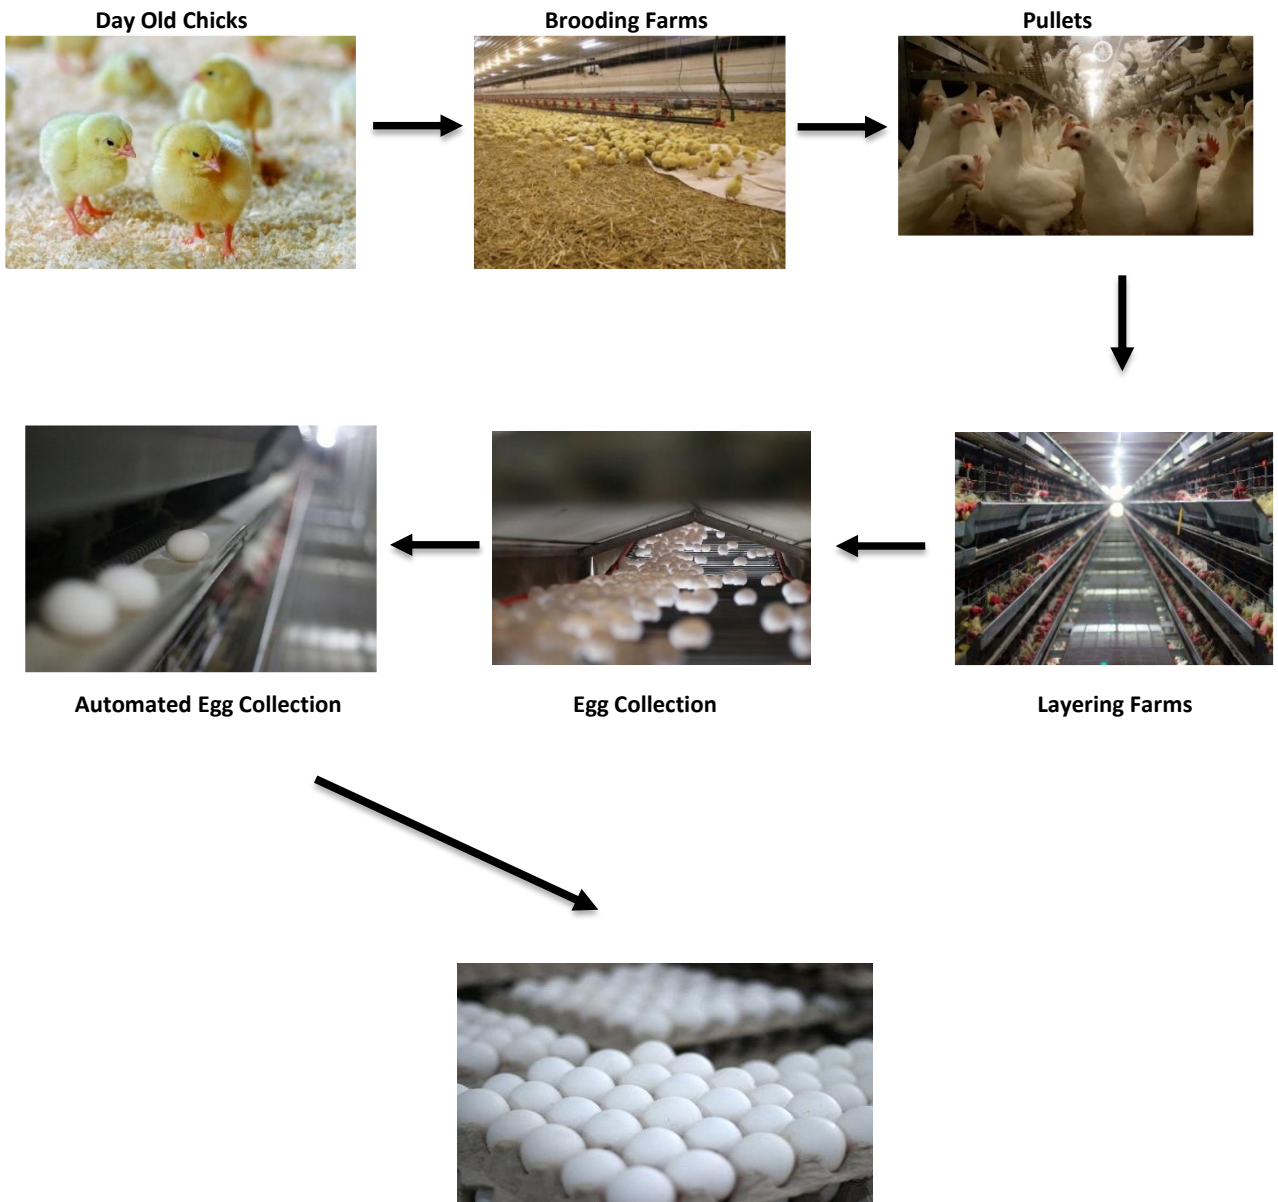 Day Old Chicks
Brooding Farms
Pullets
Automated Egg Collection
Egg Collection
Layering Farms